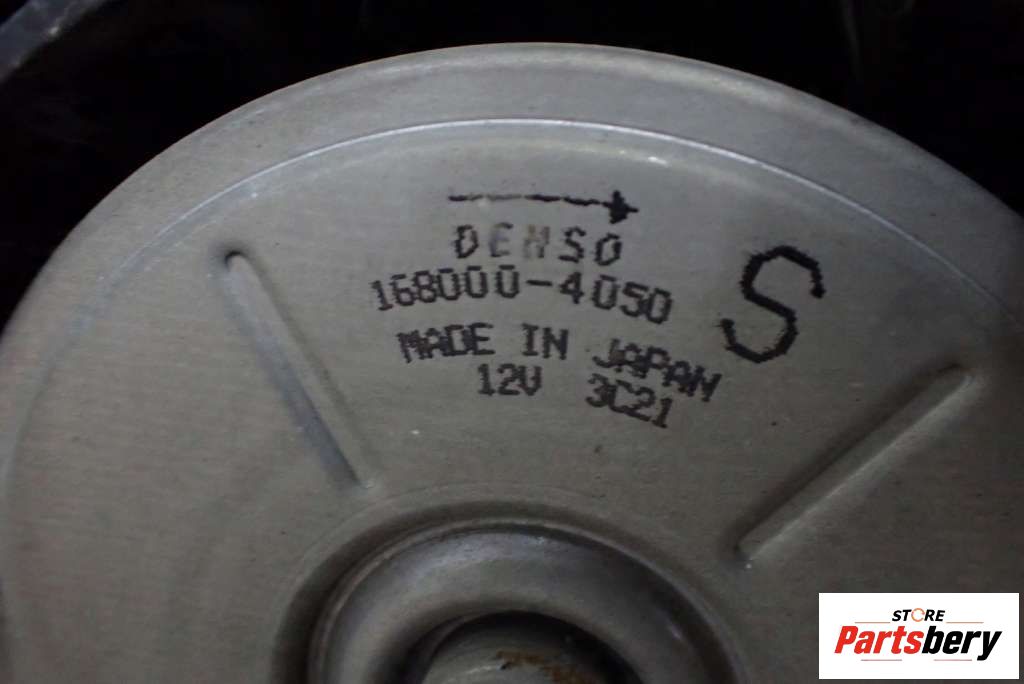 DENSO
168000-4050
S
MADE IN JAPAN
12V 3C21
STORE
Partsbery